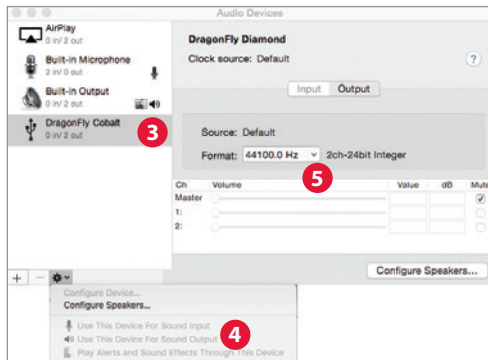 Audio Devices
AirPlay
0 in/ 2 out
Built-in Microphone
2 in/ 0 out
Built-in Output
0 in/ 2 out
DragonFly Cobalt
0 in/ 2 out
3
DragonFly Diamond
Clock source: Default
?
Input Output
Source: Default
Format: 44100.0 Hz 2ch-24bit Integer
5
Ch Volume Value dB Mute
Master
1:
2:
Configure Speakers...
Configure Device...
Configure Speakers...
Use This Device For Sound Input
Use This Device For Sound Output
4
Play Alerts and Sound Effects Through This Device